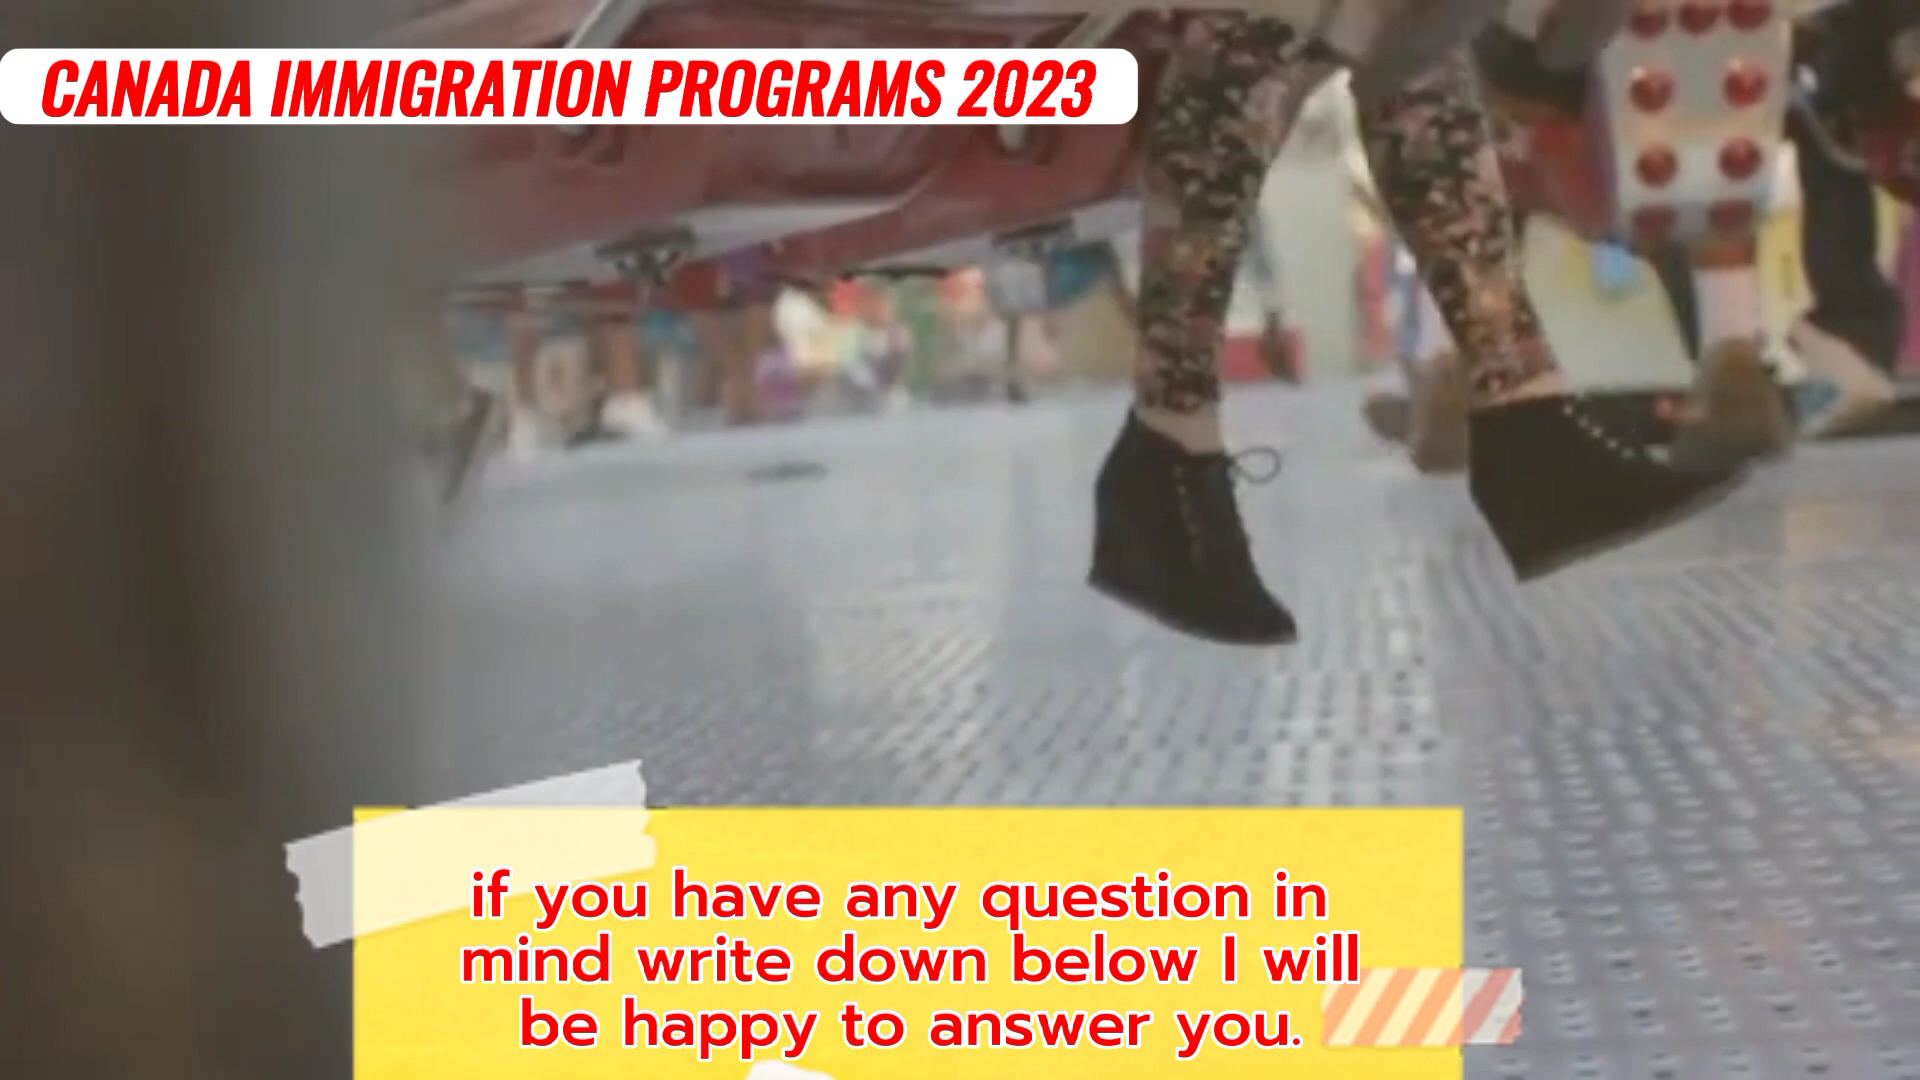 CANADA IMMIGRATION PROGRAMS 2023
if you have any question in
mind write down below I will
be happy to answer you.